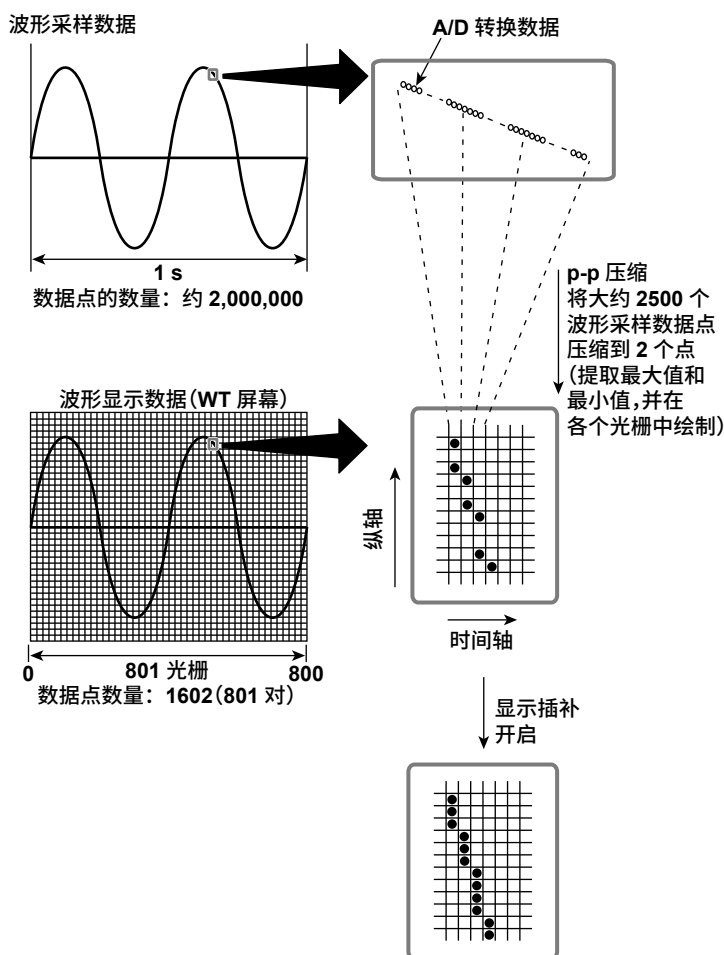 波形采样数据
A/D 转换数据
1 s
数据点的数量：约 2,000,000
p-p 压缩
将大约 2500 个
波形采样数据点
压缩到 2 个点
（提取最大值和
最小值，并在
各个光栅中绘制）
波形显示数据（WT 屏幕）
纵轴
时间轴
0 801 光栅 800
数据点数量：1602（801 对）
显示插补
开启